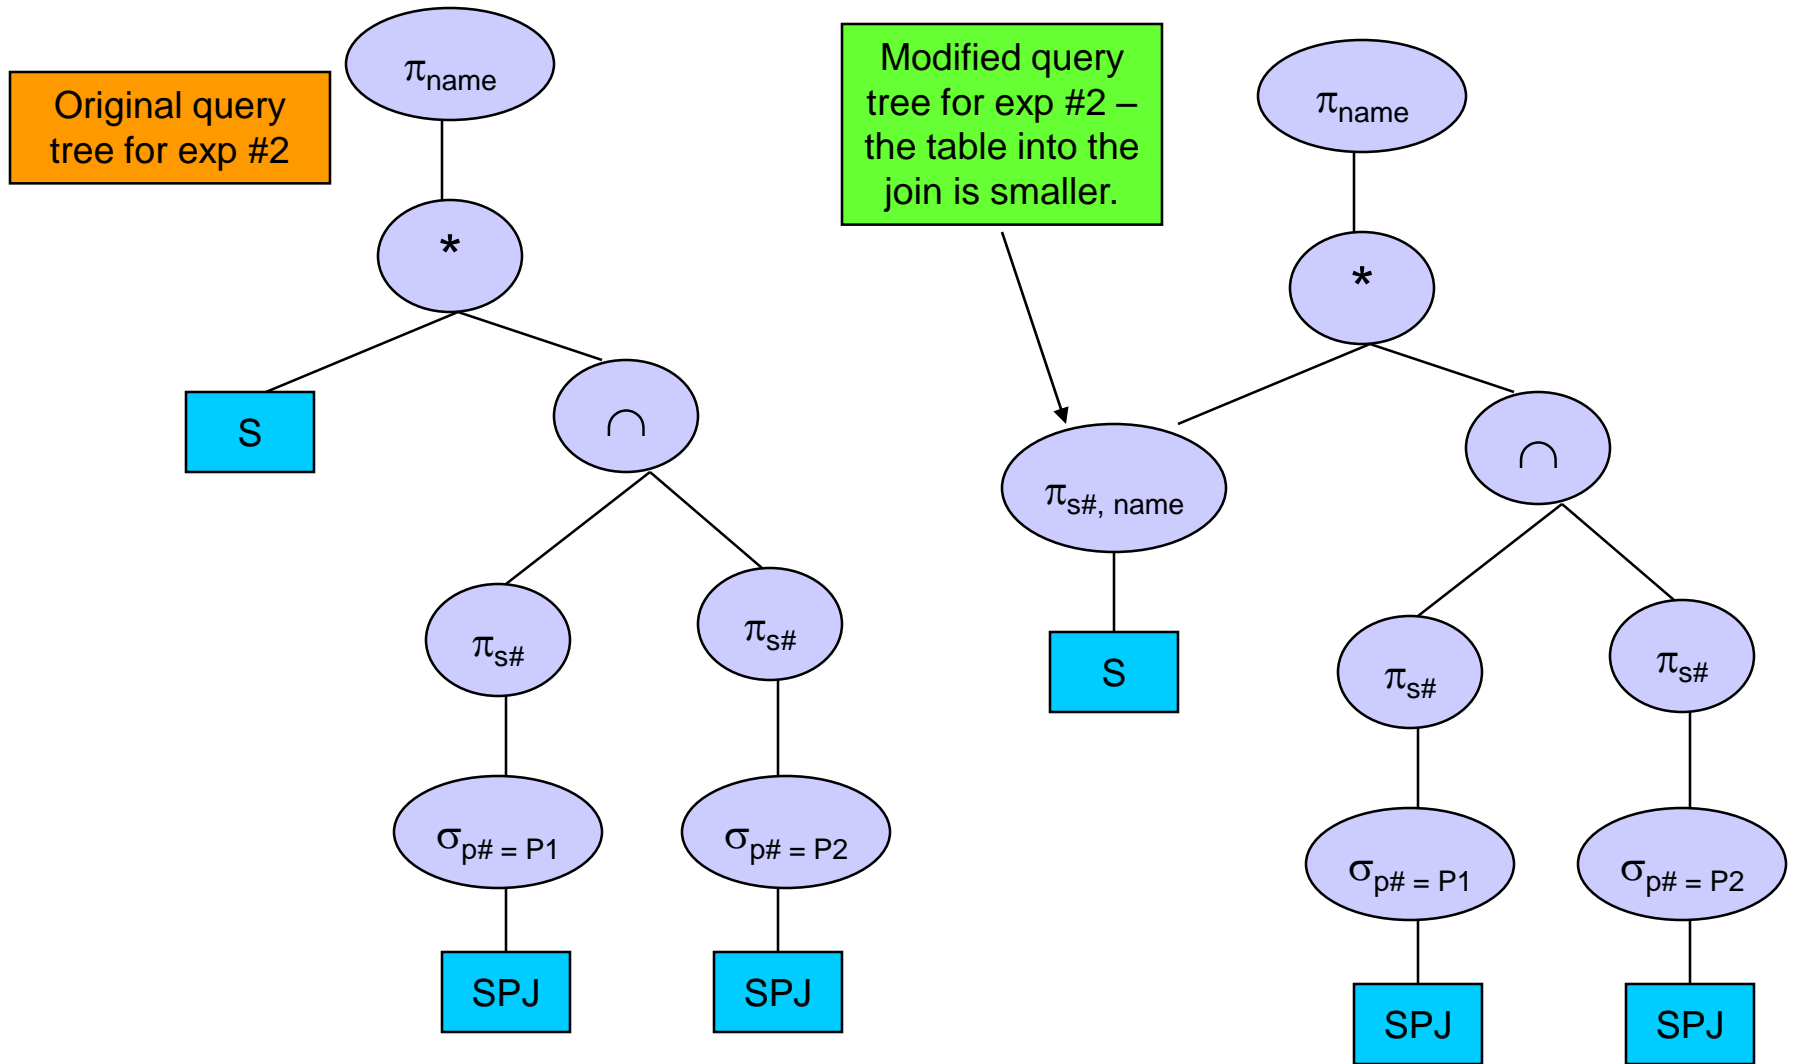 Original query
tree for exp #2
πname
*
S
∩
πs#
πs#
σp# = P1
σp# = P2
SPJ
SPJ
Modified query
tree for exp #2 –
the table into the
join is smaller.
πname
*
πs#, name
∩
S
πs#
πs#
σp# = P1
σp# = P2
SPJ
SPJ